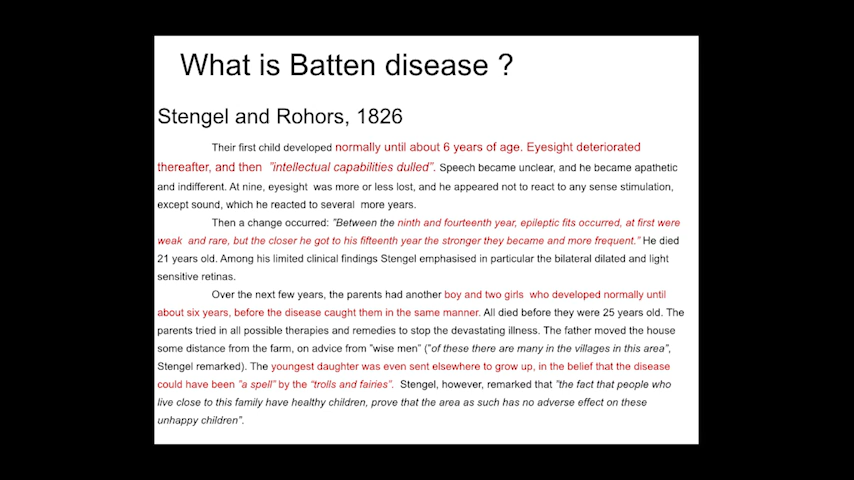 What is Batten disease ?
Stengel and Rohors, 1826
Their first child developed normally until about 6 years of age. Eyesight deteriorated
thereafter, and then "intellectual capabilities dulled". Speech became unclear, and he became apathetic
and indifferent. At nine, eyesight was more or less lost, and he appeared not to react to any sense stimulation,
except sound, which he reacted to several more years.
Then a change occurred: "Between the ninth and fourteenth year, epileptic fits occurred, at first were
weak and rare, but the closer he got to his fifteenth year the stronger they became and more frequent." He died
21 years old. Among his limited clinical findings Stengel emphasised in particular the bilateral dilated and light
sensitive retinas.
Over the next few years, the parents had another boy and two girls who developed normally until
about six years, before the disease caught them in the same manner. All died before they were 25 years old. The
parents tried in all possible therapies and remedies to stop the devastating illness. The father moved the house
some distance from the farm, on advice from "wise men" ("of these there are many in the villages in this area",
Stengel remarked). The youngest daughter was even sent elsewhere to grow up, in the belief that the disease
could have been "a spell" by the "trolls and fairies". Stengel, however, remarked that "the fact that people who
live close to this family have healthy children, prove that the area as such has no adverse effect on these
unhappy children".